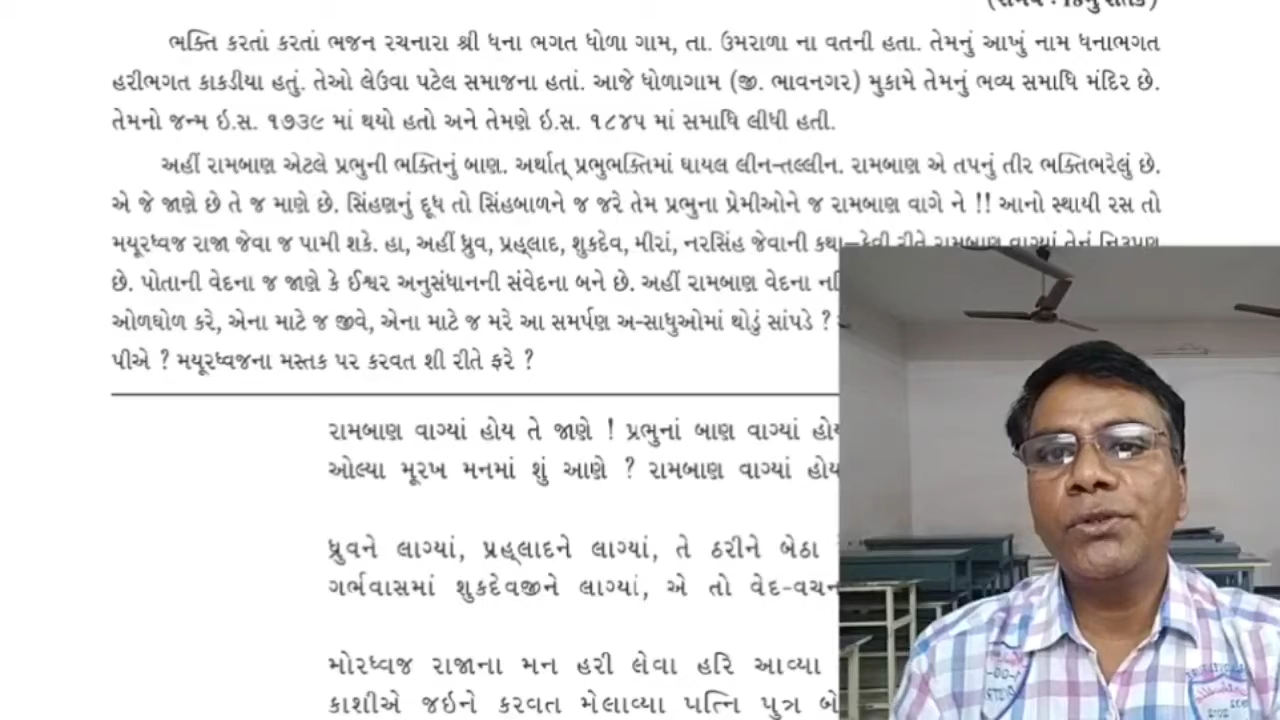 ભક્તિ કરતાં કરતાં ભજન રચનારા શ્રી ધના ભગત ધોળા ગામ, તા. ઉમરાળા ના વતની હતા. તેમનું આખું નામ ધનાભગત
હરીભગત કાકડીયા હતું. તેઓ લેઉવા પટેલ સમાજના હતાં. આજે ધોળાગામ (જી. ભાવનગર) મુકામે તેમનું ભવ્ય સમાધિ મંદિર છે.
તેમનો જન્મ ઇ.સ. ૧૭૩૯ માં થયો હતો અને તેમણે ઇ.સ. ૧૮૪૫ માં સમાધિ લીધી હતી.
અહીં રામબાણ એટલે પ્રભુની ભક્તિનું બાણ. અર્થાત્ પ્રભુભક્તિમાં ઘાયલ લીન-તલ્લીન. રામબાણ એ તપનું તીર ભક્તિભરેલું છે.
એ જે જાણે છે તે જ માણે છે. સિંહણનું દૂધ તો સિંહબાળને જ જરે તેમ પ્રભુના પ્રેમીઓને જ રામબાણ વાગે ને !! આનો સ્થાયી રસ તો
મયૂરધ્વજ રાજા જેવા જ પામી શકે. હા, અહીં ધ્રુવ, પ્રહ્લાદ, શુકદેવ, મીરાં, નરસિંહ જેવાની કથા-કેવી રીતે રામબાણ વાગ્યાં તેનું નિરૂપણ
છે. પોતાની વેદના જ જાણે કે ઈશ્વર અનુસંધાનની સંવેદના બને છે. અહીં રામબાણ વેદના
ઓળઘોળ કરે, એના માટે જ જીવે, એના માટે જ મરે આ સમર્પણ અ-સાધુઓમાં થોડું સાંપડે ?
પીએ ? મયૂરધ્વજના મસ્તક પર કરવત શી રીતે ફરે ?
રામબાણ વાગ્યાં હોય તે જાણે ! પ્રભુનાં બાણ વાગ્યાં
ઓલ્યા મૂરખ મનમાં શું આણે ? રામબાણ વાગ્યાં હોય
ધ્રુવને લાગ્યાં, પ્રહ્લાદને લાગ્યાં, તે ઠરીને બેઠા
ગર્ભવાસમાં શુકદેવજીને લાગ્યાં, એ તો વેદ-વચન
મોરધ્વજ રાજાના મન હરી લેવા હરિ આવ્યા
કાશીએ જઇને કરવત મેલાવ્યા પત્નિ પુત્ર